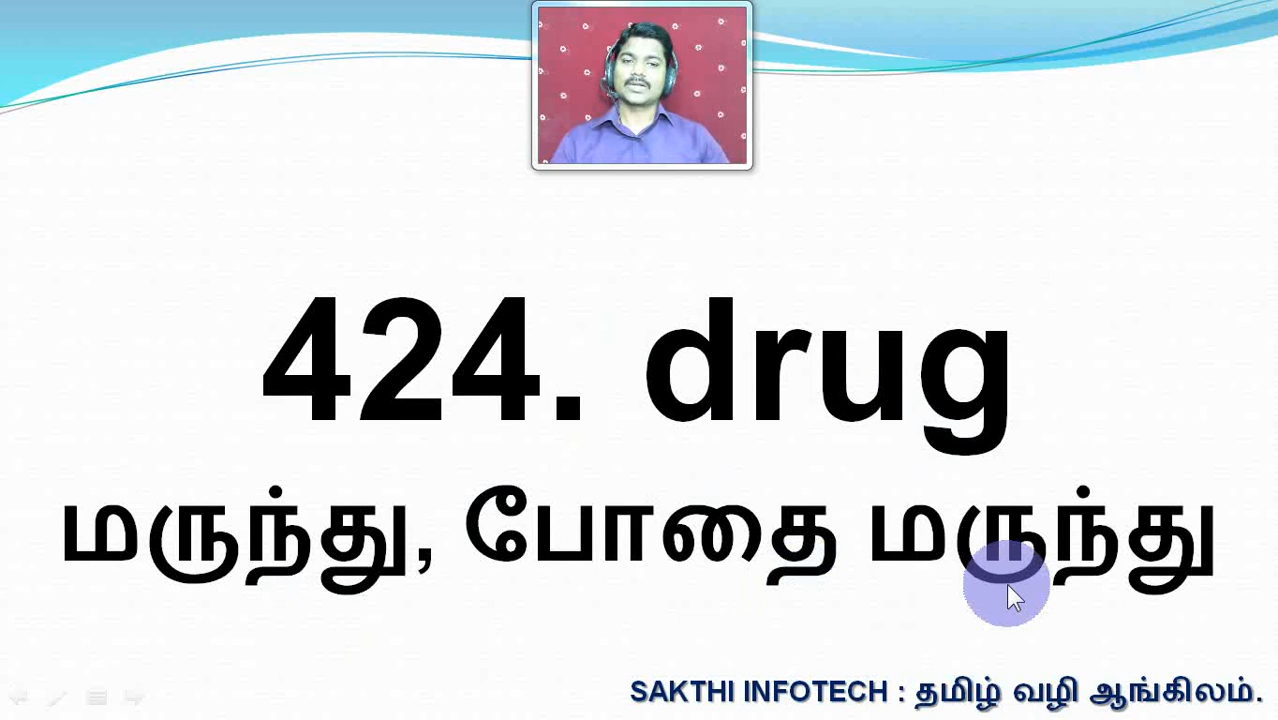 424. drug
மருந்து, போதை மருந்து
SAKTHI INFOTECH : தமிழ் வழி ஆங்கிலம்.